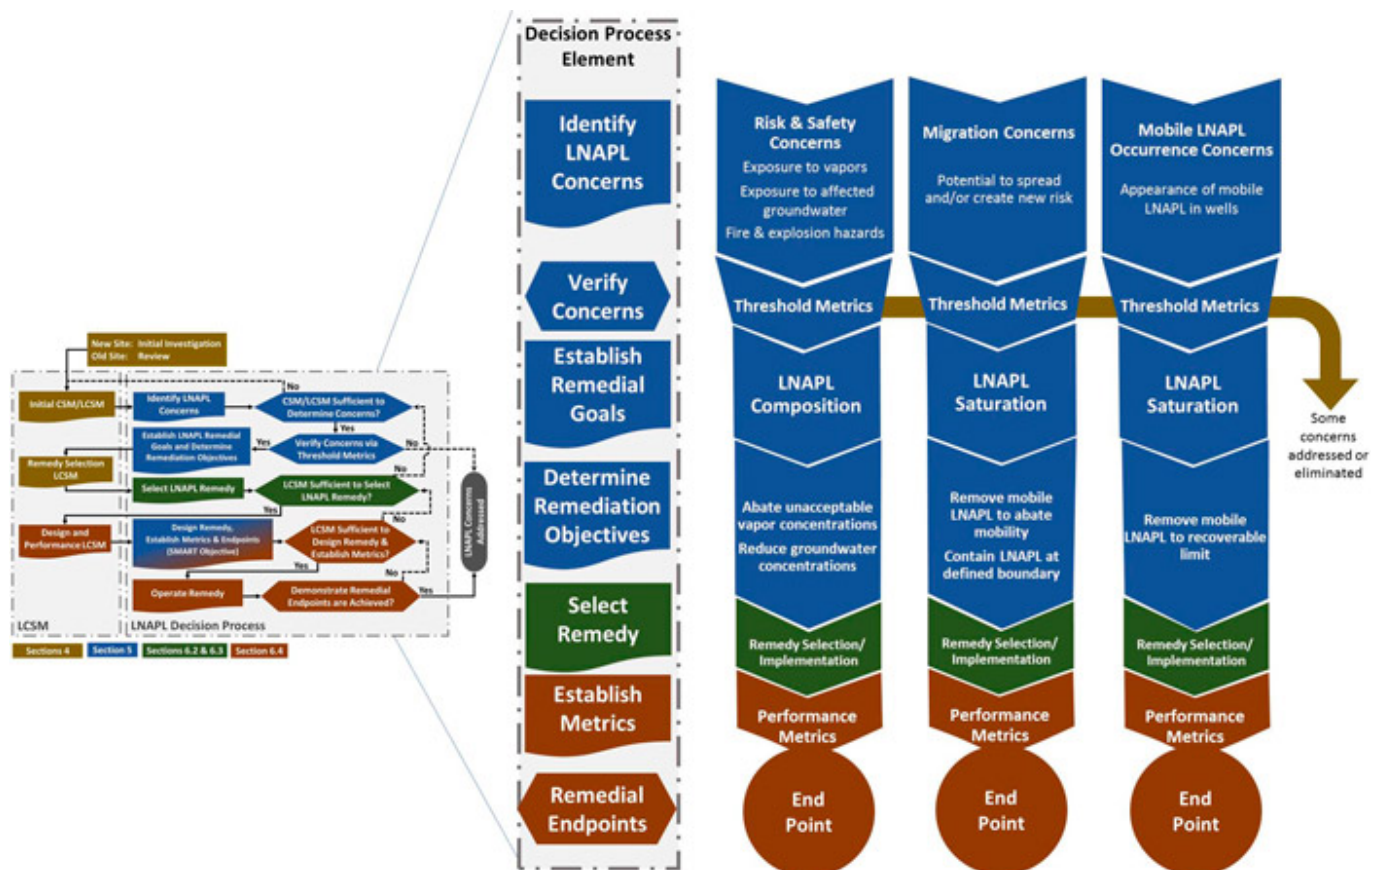 New Site: Initial Investigation
Old Site: Review
No
Initial CSM/LCSM
Identify LNAPL
Concerns
CSM/LCSM Sufficient to
Determine Concerns?
Yes
Establish LNAPL Remedial
Goals and Determine
Remediation Objectives
Yes
Verify Concerns via
Threshold Metrics
No
Remedy Selection
LCSM
No
Select LNAPL Remedy
LCSM Sufficient to Select
LNAPL Remedy?
Yes
No
Design and
Performance LCSM
Design Remedy,
Establish Metrics & Endpoints
(SMART Objective)
LCSM Sufficient to
Design Remedy &
Establish Metrics?
Yes
No
Operate Remedy
Demonstrate Remedial
Endpoints are Achieved?
Yes
LNAPL Concerns
Addressed
LCSM
LNAPL Decision Process
Sections 4
Section 5
Sections 6.2 & 6.3
Section 6.4
Decision Process
Element
Identify
LNAPL
Concerns
Verify
Concerns
Establish
Remedial
Goals
Determine
Remediation
Objectives
Select
Remedy
Establish
Metrics
Remedial
Endpoints
Risk & Safety
Concerns
Exposure to vapors
Exposure to affected
groundwater
Fire & explosion hazards
Threshold Metrics
LNAPL
Composition
Abate unacceptable
vapor concentrations
Reduce groundwater
concentrations
Remedy Selection/
Implementation
Performance
Metrics
End
Point
Migration Concerns
Potential to spread
and/or create new risk
Threshold Metrics
LNAPL
Saturation
Remove mobile
LNAPL to abate
mobility
Contain LNAPL at
defined boundary
Remedy Selection/
Implementation
Performance
Metrics
End
Point
Mobile LNAPL
Occurrence Concerns
Appearance of mobile
LNAPL in wells
Threshold Metrics
LNAPL
Saturation
Remove mobile
LNAPL to recoverable
limit
Remedy Selection/
Implementation
Performance
Metrics
End
Point
Some
concerns
addressed or
eliminated